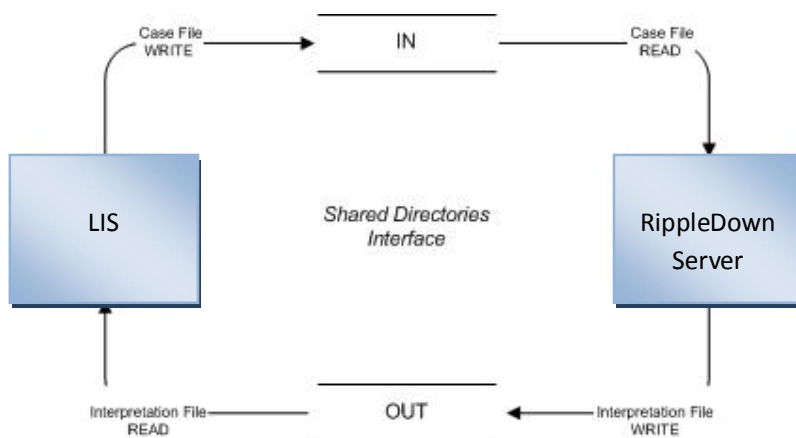 Case File
WRITE
IN
Case File
READ
LIS
Shared Directories
Interface
RippleDown
Server
Interpretation File
READ
OUT
Interpretation File
WRITE